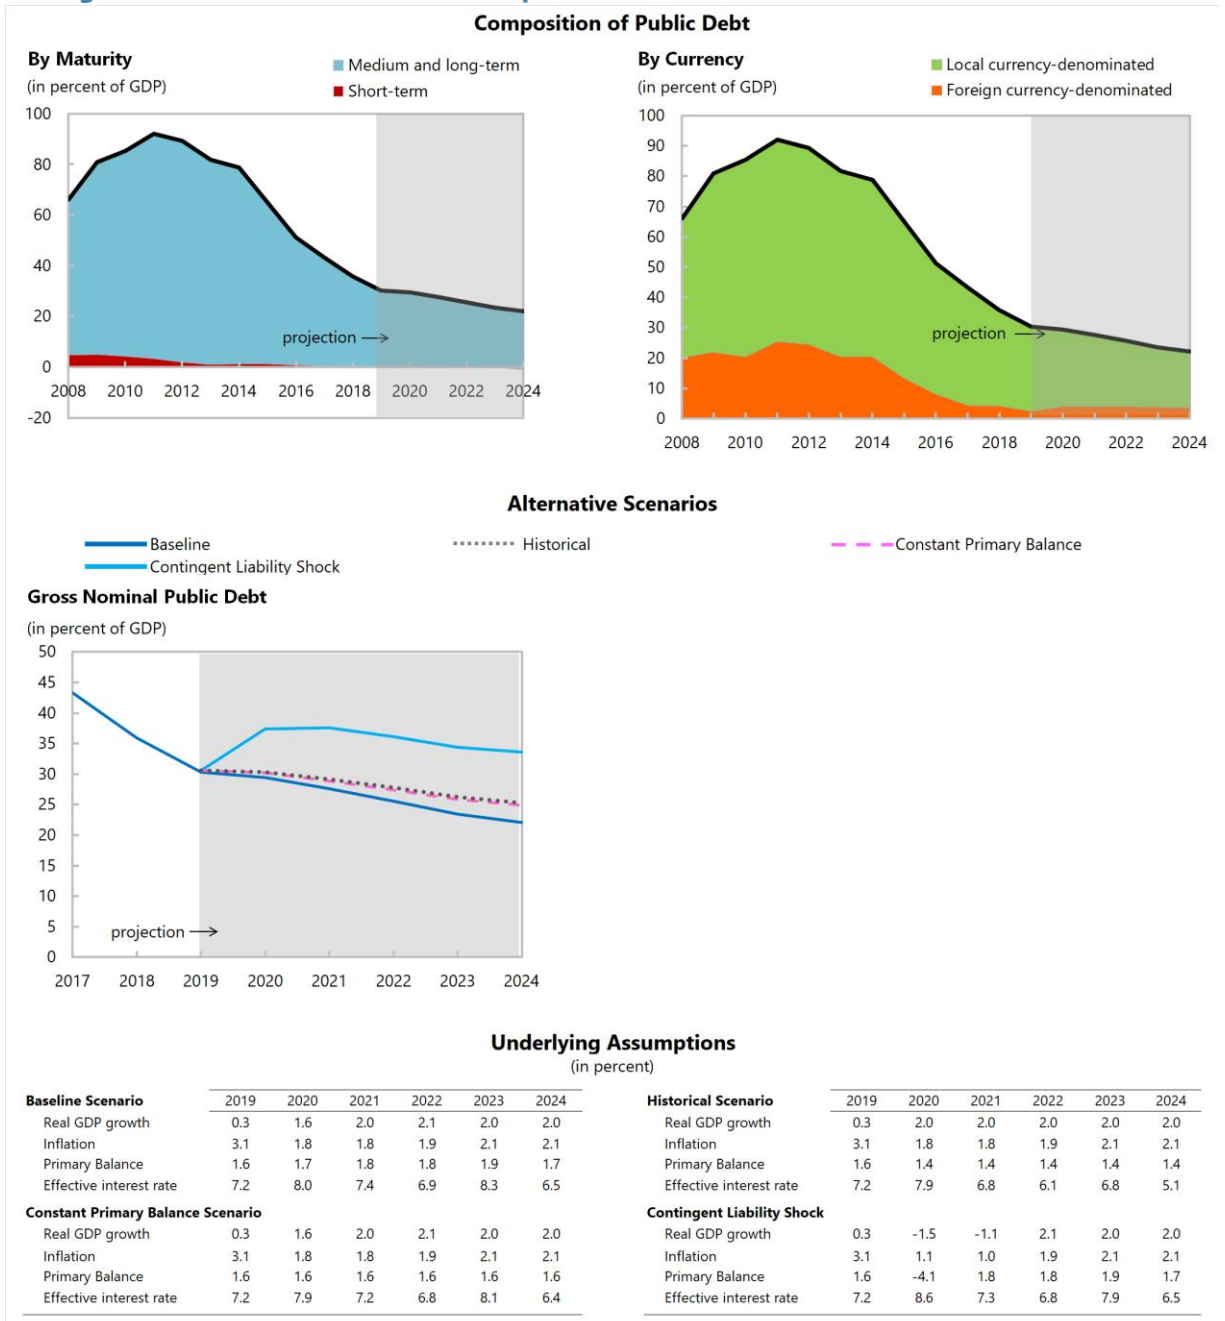 Composition of Public Debt
By Maturity
(in percent of GDP)
Medium and long-term
Short-term
100
80
60
40
20
0
-20
projection
2008 2010 2012 2014 2016 2018 2020 2022 2024
By Currency
(in percent of GDP)
Local currency-denominated
Foreign currency-denominated
100
90
80
70
60
50
40
30
20
10
0
projection
2008 2010 2012 2014 2016 2018 2020 2022 2024
Alternative Scenarios
Baseline
Historical
Constant Primary Balance
Contingent Liability Shock
Gross Nominal Public Debt
(in percent of GDP)
50
45
40
35
30
25
20
15
10
5
0
projection
2017 2018 2019 2020 2021 2022 2023 2024
Underlying Assumptions
(in percent)
Baseline Scenario 2019 2020 2021 2022 2023 2024
Real GDP growth 0.3 1.6 2.0 2.1 2.0 2.0
Inflation 3.1 1.8 1.8 1.9 2.1 2.1
Primary Balance 1.6 1.7 1.8 1.8 1.9 1.7
Effective interest rate 7.2 8.0 7.4 6.9 8.3 6.5
Constant Primary Balance Scenario
Real GDP growth 0.3 1.6 2.0 2.1 2.0 2.0
Inflation 3.1 1.8 1.8 1.9 2.1 2.1
Primary Balance 1.6 1.6 1.6 1.6 1.6 1.6
Effective interest rate 7.2 7.9 7.2 6.8 8.1 6.4
Historical Scenario 2019 2020 2021 2022 2023 2024
Real GDP growth 0.3 2.0 2.0 2.0 2.0 2.0
Inflation 3.1 1.8 1.8 1.9 2.1 2.1
Primary Balance 1.6 1.4 1.4 1.4 1.4 1.4
Effective interest rate 7.2 7.9 6.8 6.1 6.8 5.1
Contingent Liability Shock
Real GDP growth 0.3 -1.5 -1.1 2.1 2.0 2.0
Inflation 3.1 1.1 1.0 1.9 2.1 2.1
Primary Balance 1.6 -4.1 1.8 1.8 1.9 1.7
Effective interest rate 7.2 8.6 7.3 6.8 7.9 6.5